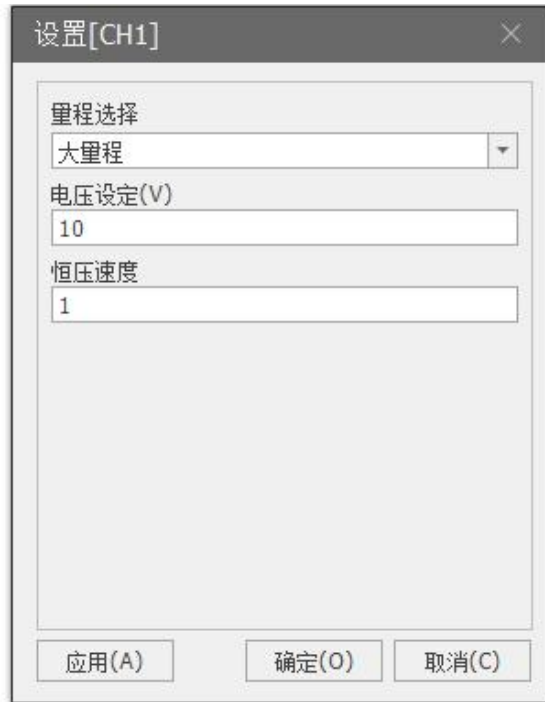 设置[CH1]
量程选择
大量程
电压设定(V)
10
恒压速度
1
应用(A) 确定(O) 取消(C)